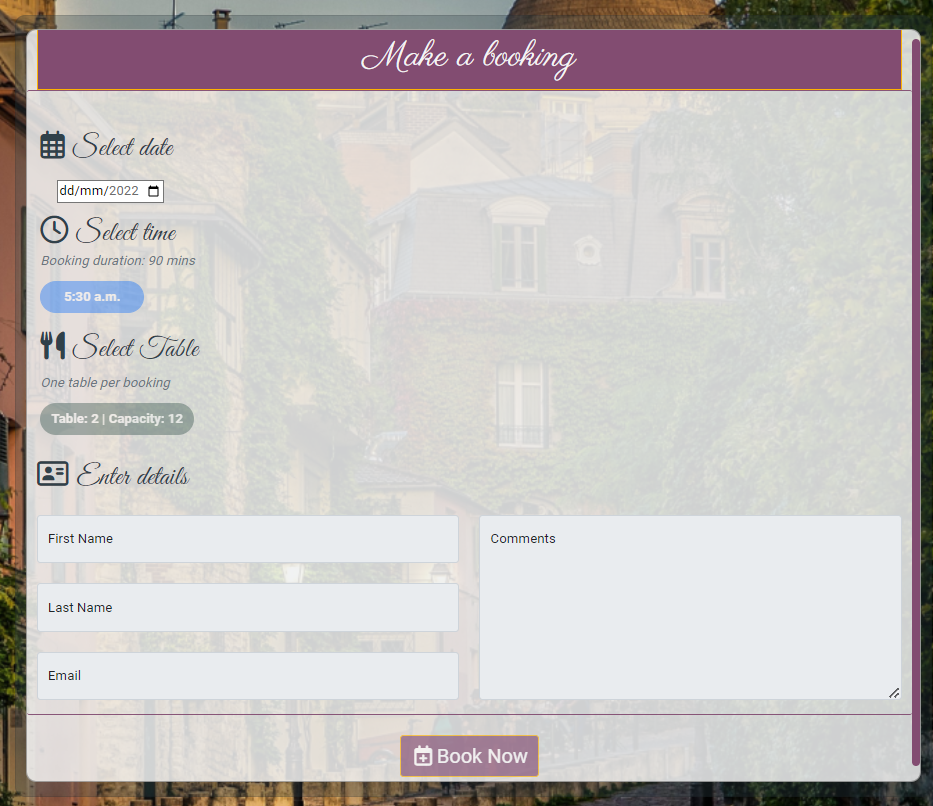 Make a booking
Select date
dd/mm/2022
Select time
Booking duration: 90 mins
5:30 a.m.
Select Table
One table per booking
Table: 2 | Capacity: 12
Enter details
First Name
Comments
Last Name
Email
Book Now